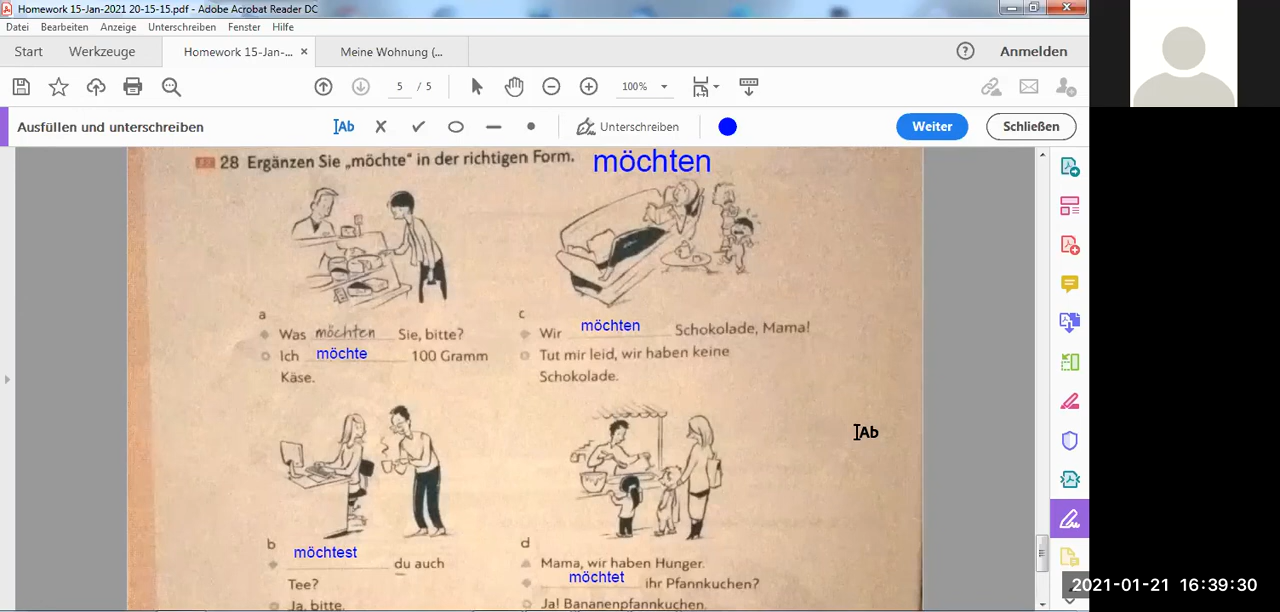 Homework 15-Jan-2021 20-15-15.pdf - Adobe Acrobat Reader DC
Datei Bearbeiten Anzeige Unterschreiben Fenster Hilfe
Start Werkzeuge Homework 15-Jan-... × Meine Wohnung (... Anmelden
5 / 5 100%
Ausfüllen und unterschreiben Ab Unterschreiben Weiter Schließen
28 Ergänzen Sie „möchte“ in der richtigen Form. möchten
a
Was möchten Sie, bitte?
Ich möchte 100 Gramm
Käse.
c
Wir möchten Schokolade, Mama!
Tut mir leid, wir haben keine
Schokolade.
Ab
b
möchtest du auch
Tee?
Ja, bitte.
d
Mama, wir haben Hunger.
möchtet ihr Pfannkuchen?
Ja! Bananenpfannkuchen.
2021-01-21 16:39:30